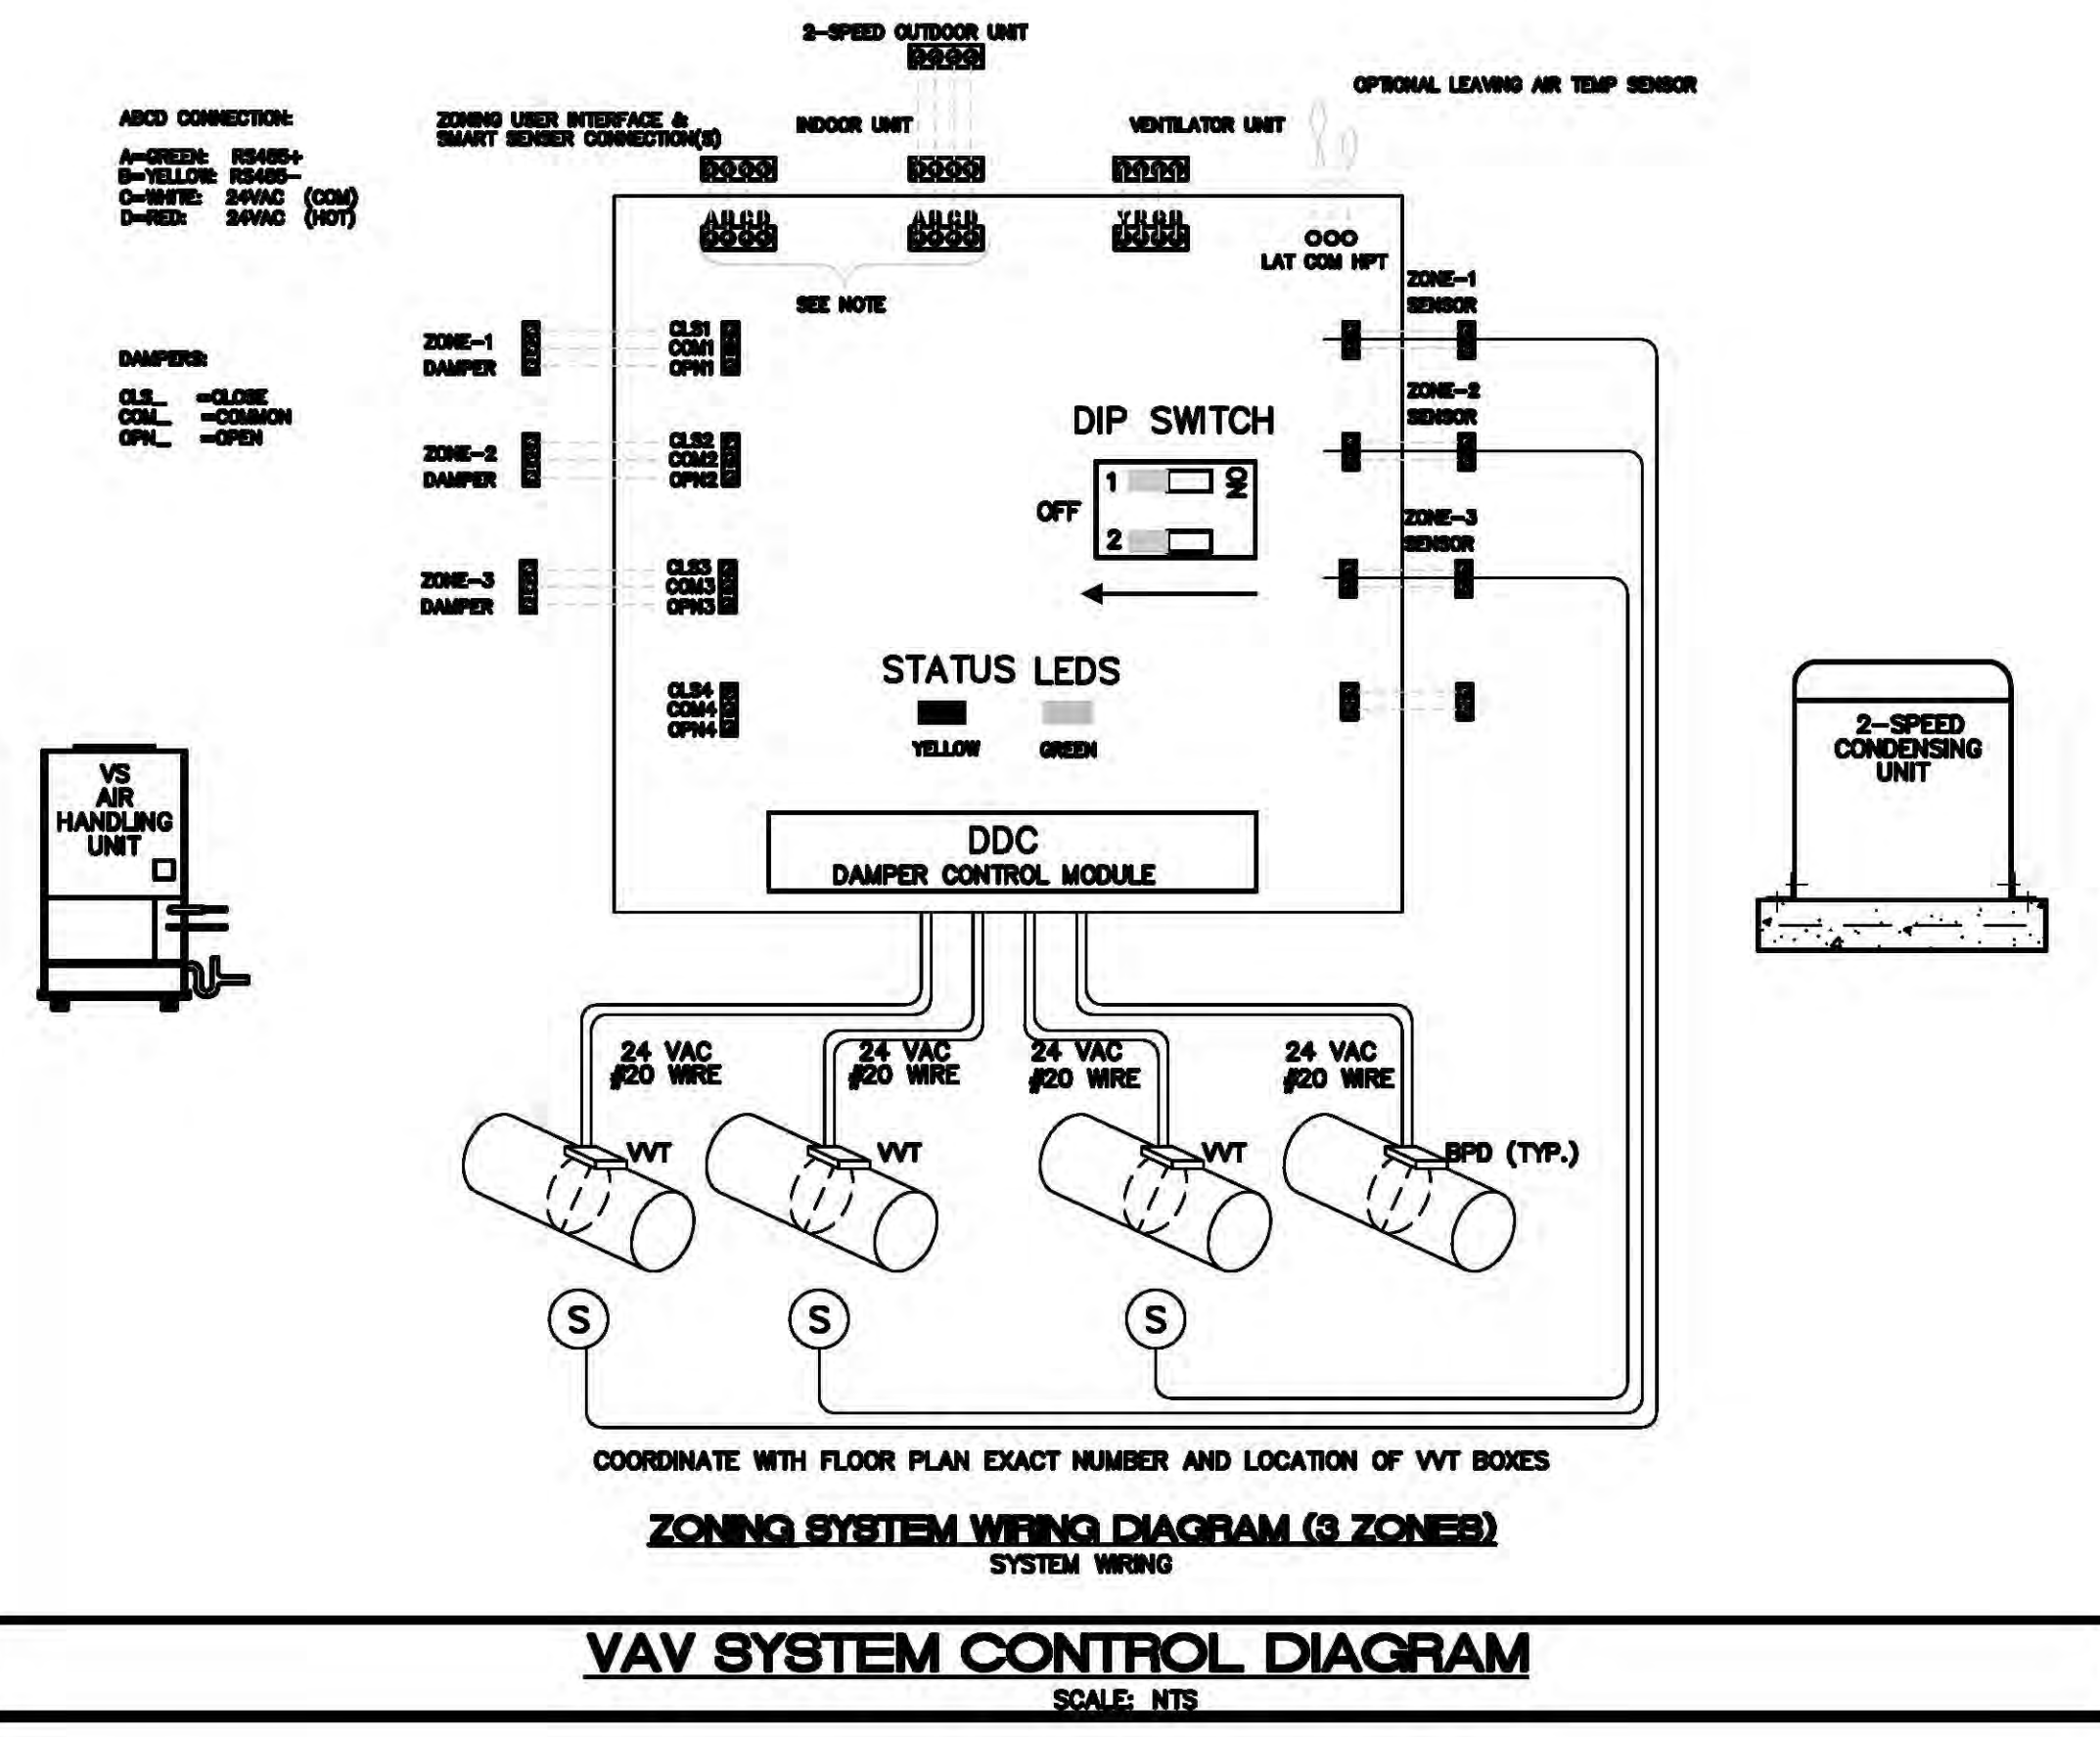 2-SPEED OUTDOOR UNIT
OPTIONAL LEAVING AIR TEMP SENSOR
ABCD CONNECTION:
A=GREEN: RS485+
B=YELLOW: RS485-
C=WHITE: 24VAC (COM)
D=RED: 24VAC (HOT)
ZONING USER INTERFACE &
SMART SENSER CONNECTION(S)
INDOOR UNIT
VENTILATOR UNIT
A B C D
A B C D
LAT COM HPT
SEE NOTE
DAMPERS:
CLS_ =CLOSE
COM_ =COMMON
OPN_ =OPEN
ZONE-1
DAMPER
CLS1
COM1
OPN1
ZONE-1
SENSOR
ZONE-2
DAMPER
CLS2
COM2
OPN2
ZONE-2
SENSOR
DIP SWITCH
1
ON
OFF
2
ZONE-3
DAMPER
CLS3
COM3
OPN3
ZONE-3
SENSOR
CLS4
COM4
OPN4
STATUS LEDS
YELLOW
GREEN
VS
AIR
HANDLING
UNIT
2-SPEED
CONDENSING
UNIT
DDC
DAMPER CONTROL MODULE
24 VAC
#20 WIRE
24 VAC
#20 WIRE
24 VAC
#20 WIRE
24 VAC
#20 WIRE
VVT
VVT
VVT
BPD (TYP.)
S
S
S
COORDINATE WITH FLOOR PLAN EXACT NUMBER AND LOCATION OF VVT BOXES
ZONING SYSTEM WIRING DIAGRAM (3 ZONES)
SYSTEM WIRING
VAV SYSTEM CONTROL DIAGRAM
SCALE: NTS